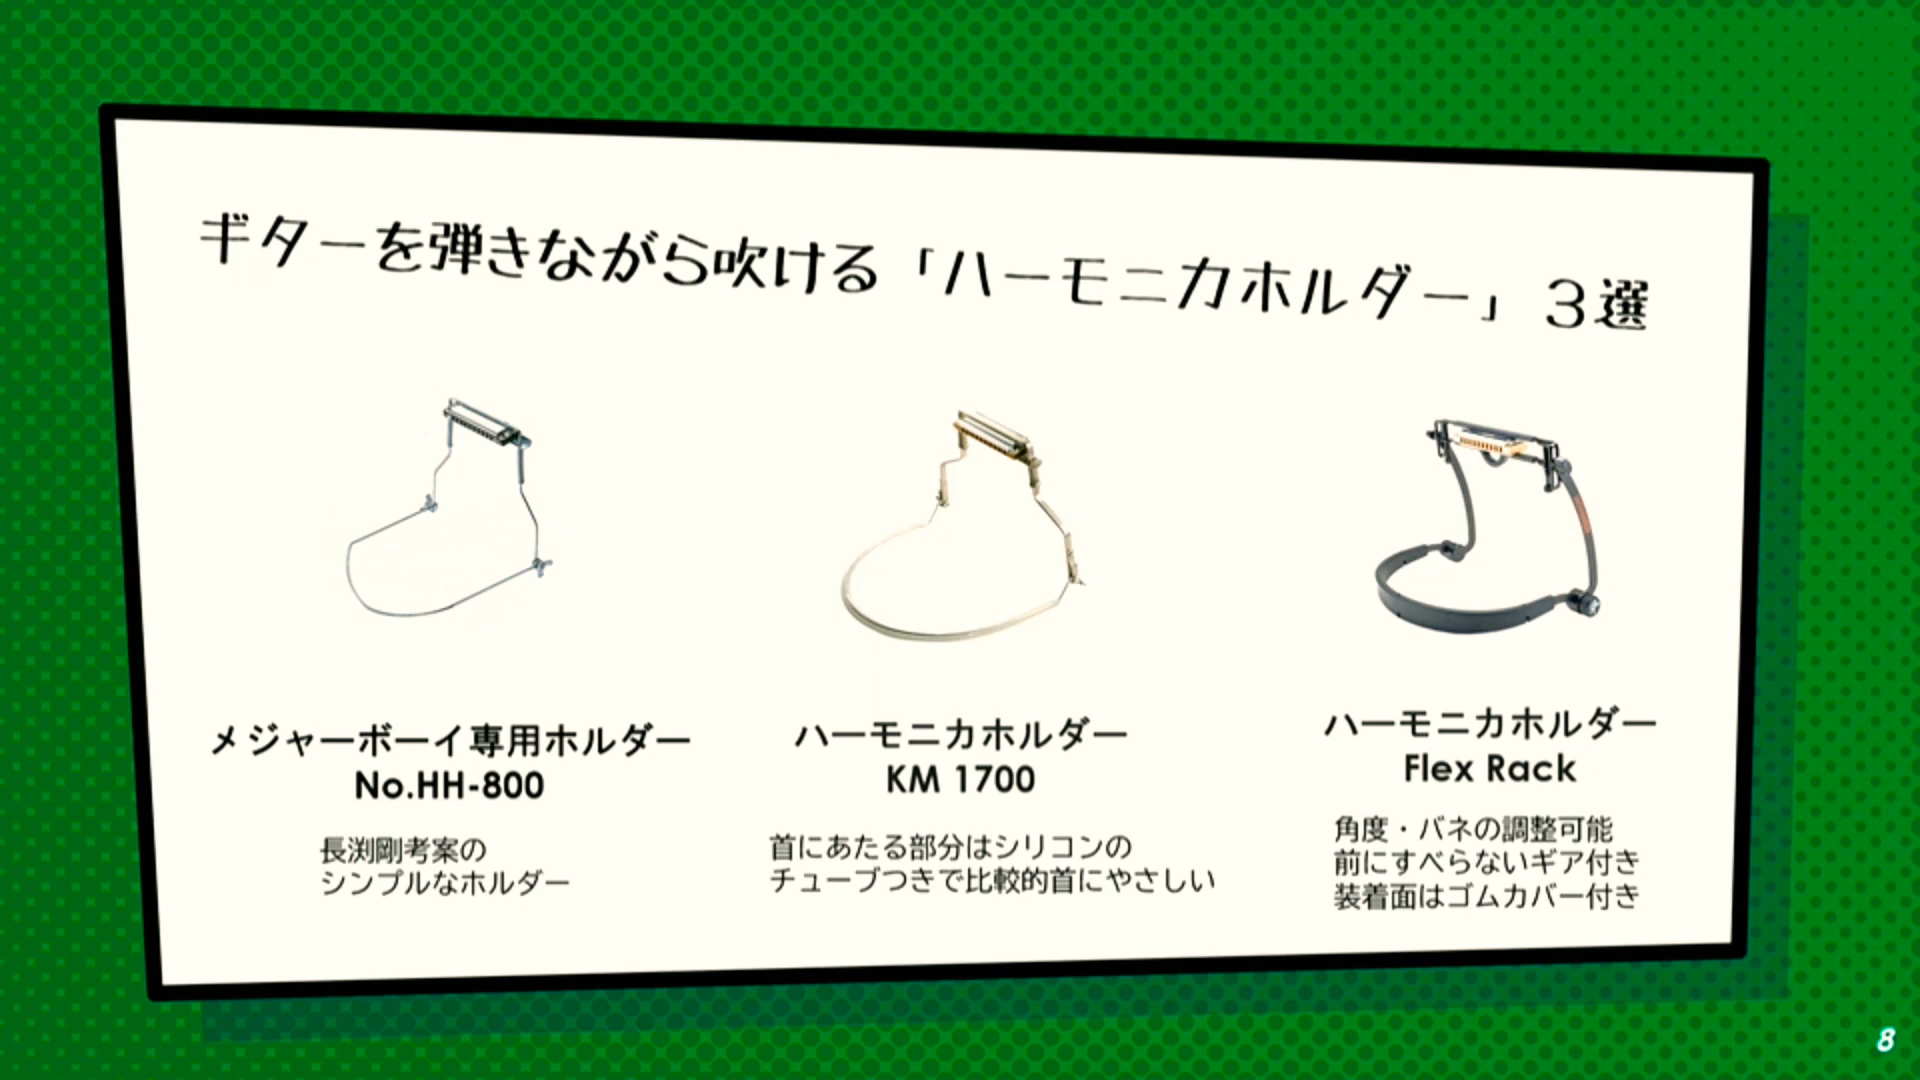 ギターを弾きながら吹ける「ハーモニカホルダー」3選
メジャーボーイ専用ホルダー
No.HH-800
長渕剛考案の
シンプルなホルダー
ハーモニカホルダー
KM 1700
首にあたる部分はシリコンの
チューブつきで比較的首にやさしい
ハーモニカホルダー
Flex Rack
角度・バネの調整可能
前にすべらないギア付き
装着面はゴムカバー付き
8